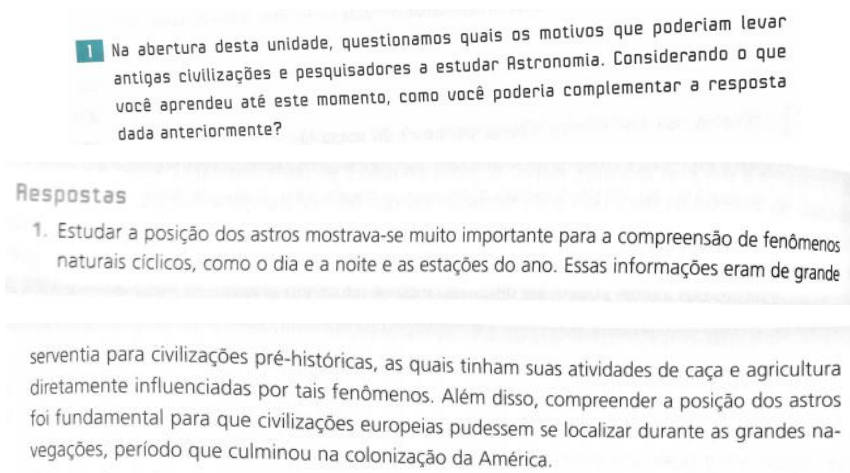 1 Na abertura desta unidade, questionamos quais os motivos que poderiam levar
antigas civilizações e pesquisadores a estudar Astronomia. Considerando o que
você aprendeu até este momento, como você poderia complementar a resposta
dada anteriormente?
Respostas
1. Estudar a posição dos astros mostrava-se muito importante para a compreensão de fenômenos
naturais cíclicos, como o dia e a noite e as estações do ano. Essas informações eram de grande
serventia para civilizações pré-históricas, as quais tinham suas atividades de caça e agricultura
diretamente influenciadas por tais fenômenos. Além disso, compreender a posição dos astros
foi fundamental para que civilizações europeias pudessem se localizar durante as grandes na-
vegações, período que culminou na colonização da América.